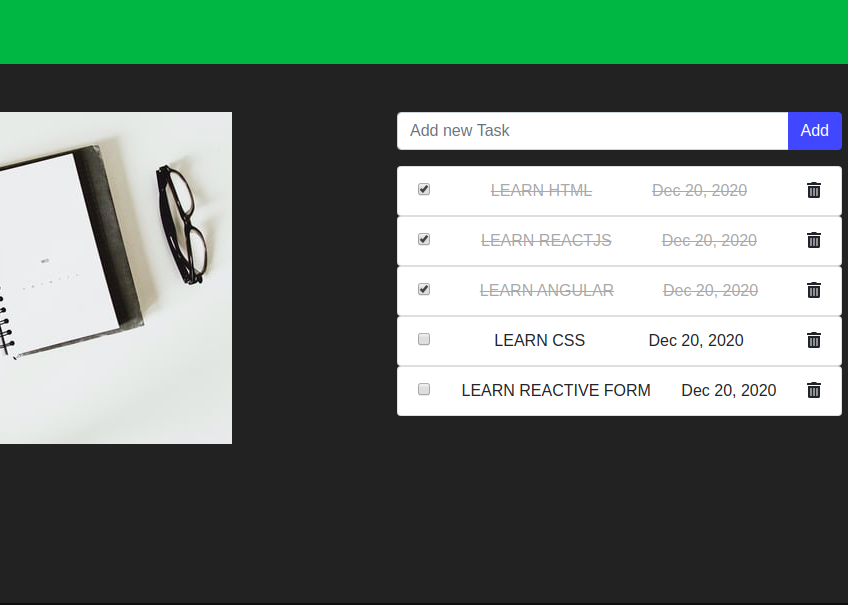 Add new Task Add
LEARN HTML Dec 20, 2020
LEARN REACTJS Dec 20, 2020
LEARN ANGULAR Dec 20, 2020
LEARN CSS Dec 20, 2020
LEARN REACTIVE FORM Dec 20, 2020